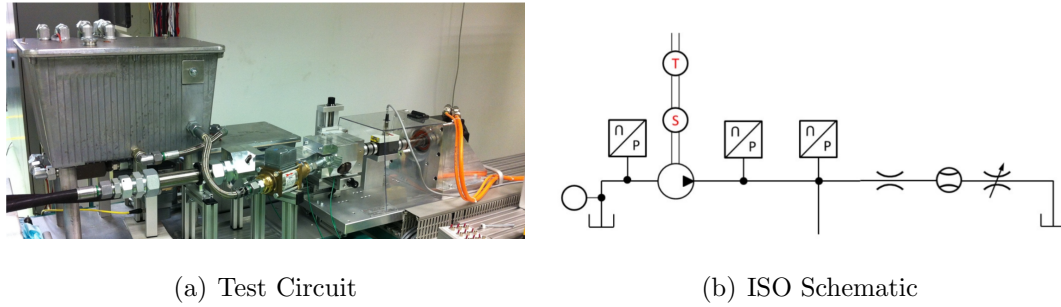 T
S
∩ P
∩ P
∩ P
(a) Test Circuit
(b) ISO Schematic